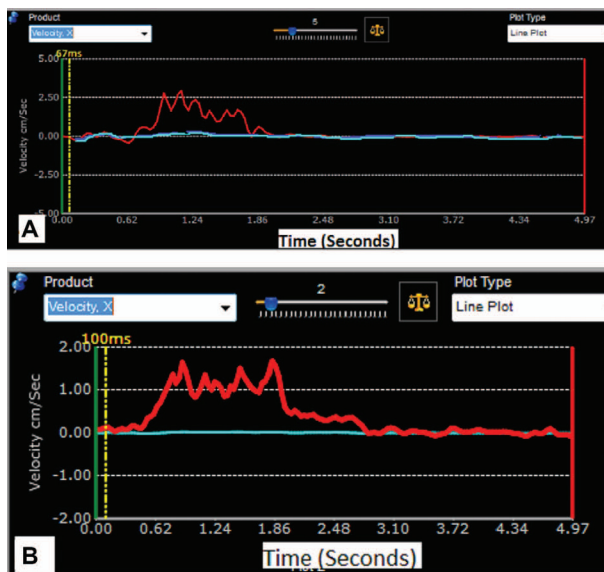 Product
5
Plot Type
Velocity, X
Line Plot
67ms
5.00
2.50
0.00
-2.50
-5.00
Velocity cm/Sec
0.00 0.62 1.24 1.86 2.48 3.10 3.72 4.34 4.97
Time (Seconds)
A
Product
2
Plot Type
Velocity, X
Line Plot
100ms
2.00
1.00
0.00
-1.00
-2.00
Velocity cm/Sec
0.00 0.62 1.24 1.86 2.48 3.10 3.72 4.34 4.97
Time (Seconds)
B